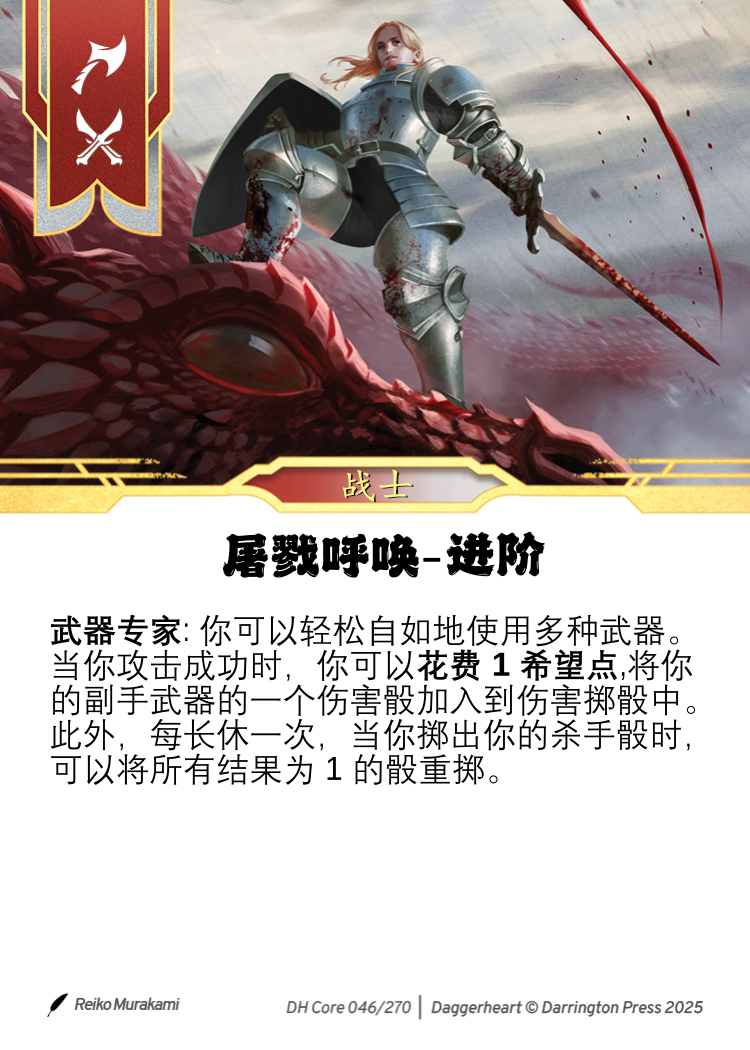 战士
屠戮呼唤-进阶
武器专家: 你可以轻松自如地使用多种武器。
当你攻击成功时，你可以花费 1 希望点,将你
的副手武器的一个伤害骰加入到伤害掷骰中。
此外，每长休一次，当你掷出你的杀手骰时，
可以将所有结果为 1 的骰重掷。
Reiko Murakami
DH Core 046/270 | Daggerheart © Darrington Press 2025